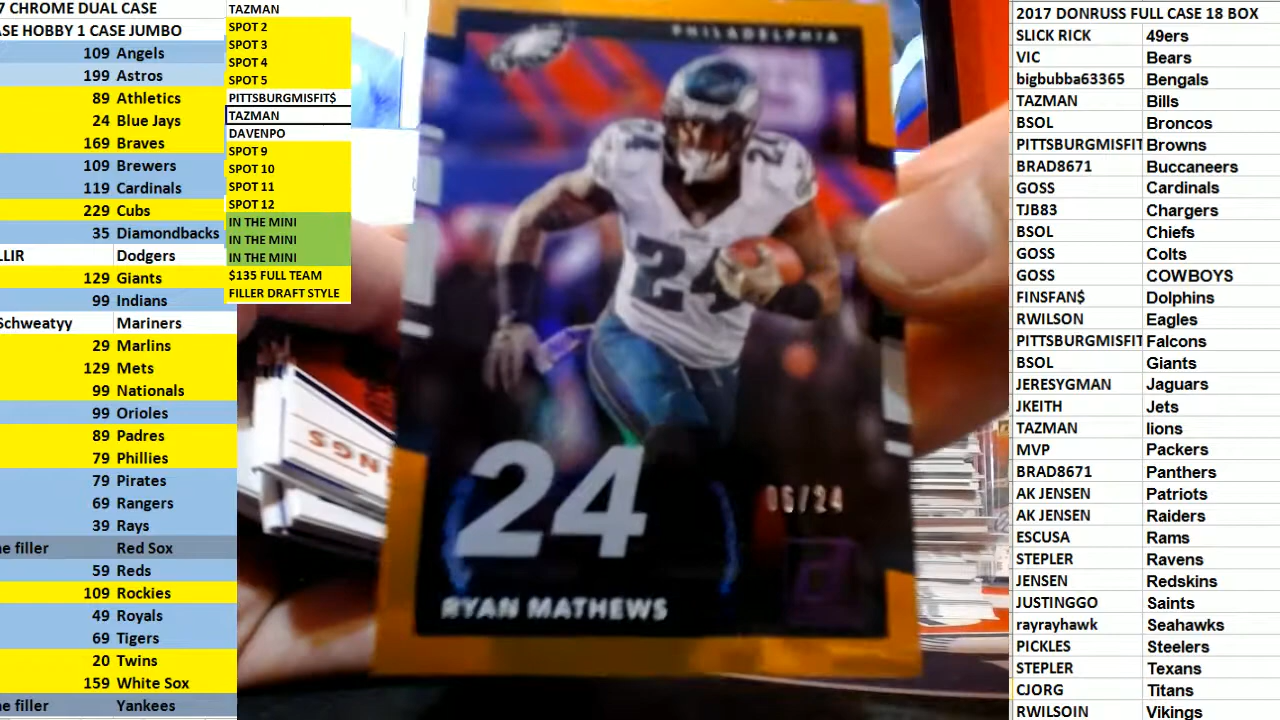 7 CHROME DUAL CASE
ASE HOBBY 1 CASE JUMBO
109 Angels
199 Astros
89 Athletics
24 Blue Jays
169 Braves
109 Brewers
119 Cardinals
229 Cubs
35 Diamondbacks
LLIR Dodgers
129 Giants
99 Indians
Schweatyy Mariners
29 Marlins
129 Mets
99 Nationals
99 Orioles
89 Padres
79 Phillies
79 Pirates
69 Rangers
39 Rays
ne filler Red Sox
59 Reds
109 Rockies
49 Royals
69 Tigers
20 Twins
159 White Sox
ne filler Yankees
TAZMAN
SPOT 2
SPOT 3
SPOT 4
SPOT 5
PITTSBURGMISFIT$
TAZMAN
DAVENPO
SPOT 9
SPOT 10
SPOT 11
SPOT 12
IN THE MINI
IN THE MINI
IN THE MINI
$135 FULL TEAM
FILLER DRAFT STYLE
PHILADELPHIA
24
24
24
24
06/24
RYAN MATHEWS
2017 DONRUSS FULL CASE 18 BOX
SLICK RICK 49ers
VIC Bears
bigbubba63365 Bengals
TAZMAN Bills
BSOL Broncos
PITTSBURGMISFIT Browns
BRAD8671 Buccaneers
GOSS Cardinals
TJB83 Chargers
BSOL Chiefs
GOSS Colts
GOSS COWBOYS
FINSFAN$ Dolphins
RWILSON Eagles
PITTSBURGMISFIT Falcons
BSOL Giants
JERESYGMAN Jaguars
JKEITH Jets
TAZMAN lions
MVP Packers
BRAD8671 Panthers
AK JENSEN Patriots
AK JENSEN Raiders
ESCUSA Rams
STEPLER Ravens
JENSEN Redskins
JUSTINGGO Saints
rayrayhawk Seahawks
PICKLES Steelers
STEPLER Texans
CJORG Titans
RWILSOIN Vikings